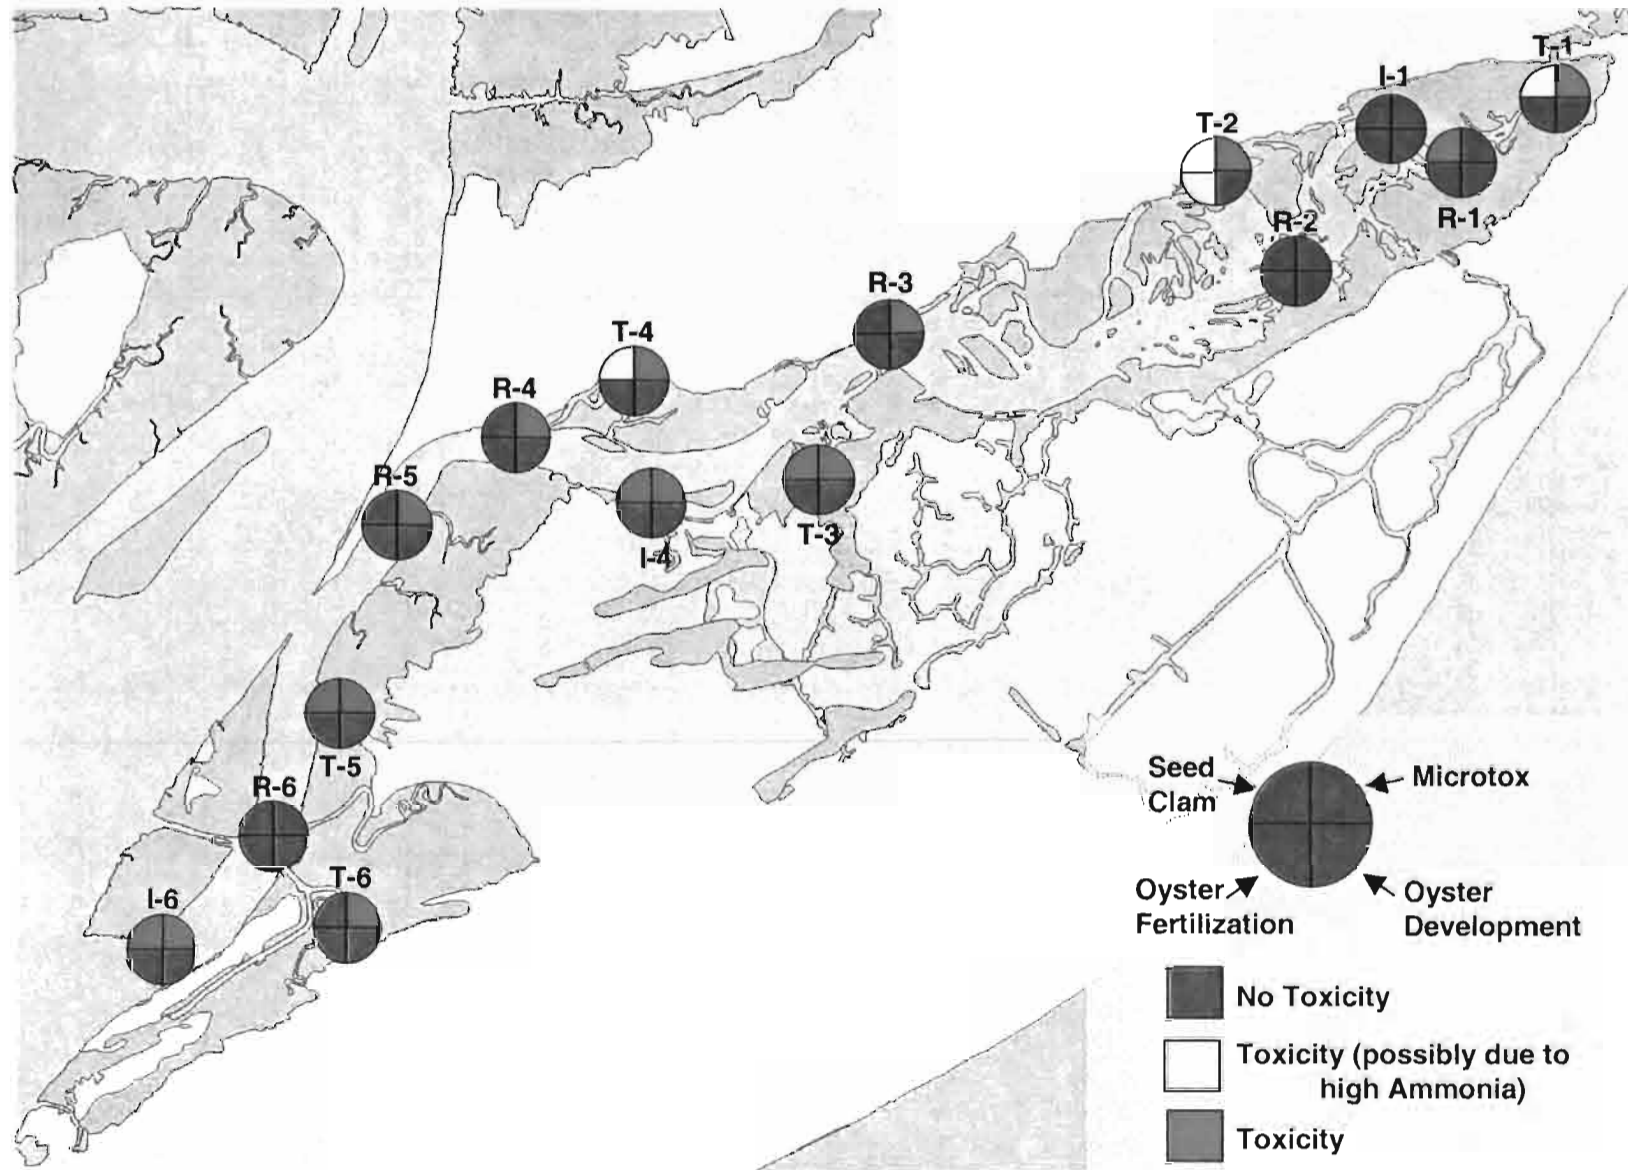 T-1
I-1
T-2
R-1
R-2
R-3
T-4
R-4
R-5
T-3
I-4
T-5
R-6
T-6
I-6
Seed
Clam
Microtox
Oyster
Fertilization
Oyster
Development
No Toxicity
Toxicity (possibly due to
high Ammonia)
Toxicity